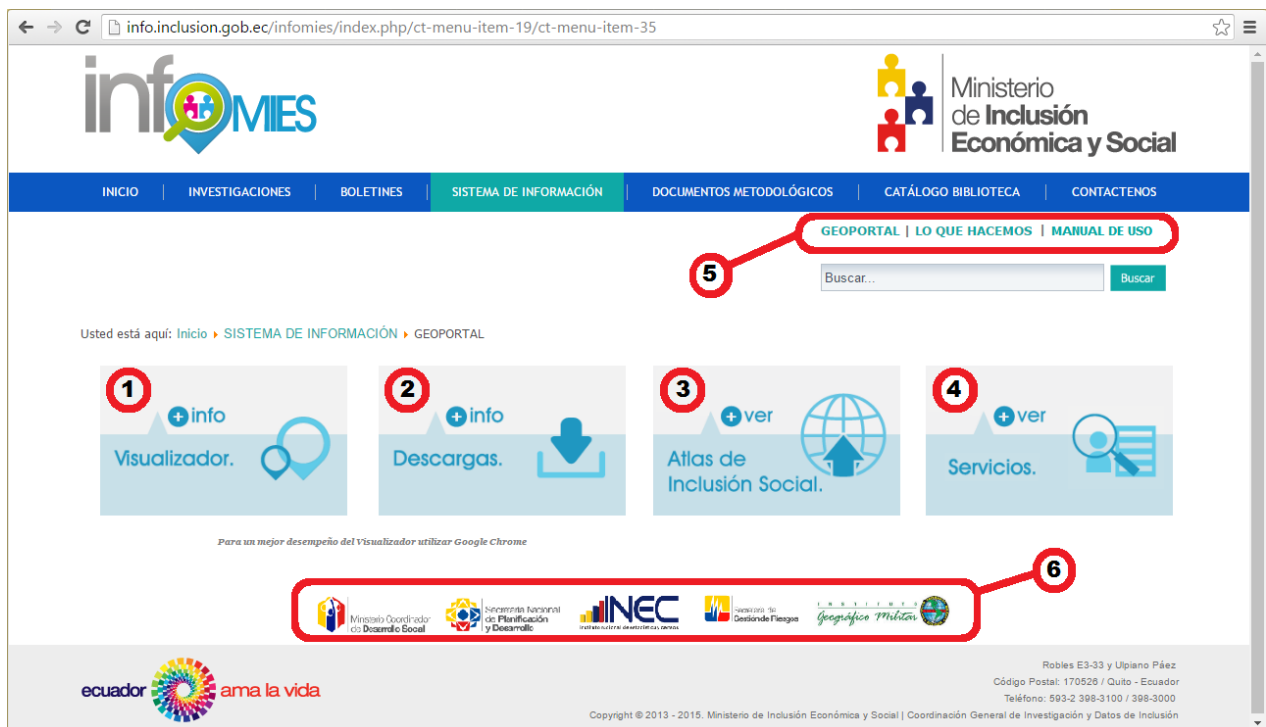 info.inclusion.gob.ec/infomies/index.php/ct-menu-item-19/ct-menu-item-35
infoMIES
Ministerio
de Inclusión
Económica y Social
INICIO | INVESTIGACIONES | BOLETINES | SISTEMA DE INFORMACIÓN | DOCUMENTOS METODOLÓGICOS | CATÁLOGO BIBLIOTECA | CONTACTENOS
GEOPORTAL | LO QUE HACEMOS | MANUAL DE USO
5
Buscar... Buscar
Usted está aquí: Inicio SISTEMA DE INFORMACIÓN GEOPORTAL
1 2 3 4
+ info + info + ver + ver
Visualizador. Descargas. Atlas de
Inclusión Social. Servicios.
Para un mejor desempeño del Visualizador utilizar Google Chrome
6
Ministerio Coordinador
de Desarrollo Social
Secretaría Nacional
de Planificación
y Desarrollo
INEC
Instituto nacional de estadística y censos
Secretaría de
Gestión de Riesgos
INSTITUTO
Geográfico Militar
ecuador ama la vida
Robles E3-33 y Ulpiano Páez
Código Postal: 170526 / Quito - Ecuador
Teléfono: 593-2 398-3100 / 398-3000
Copyright © 2013 - 2015. Ministerio de Inclusión Económica y Social | Coordinación General de Investigación y Datos de Inclusión